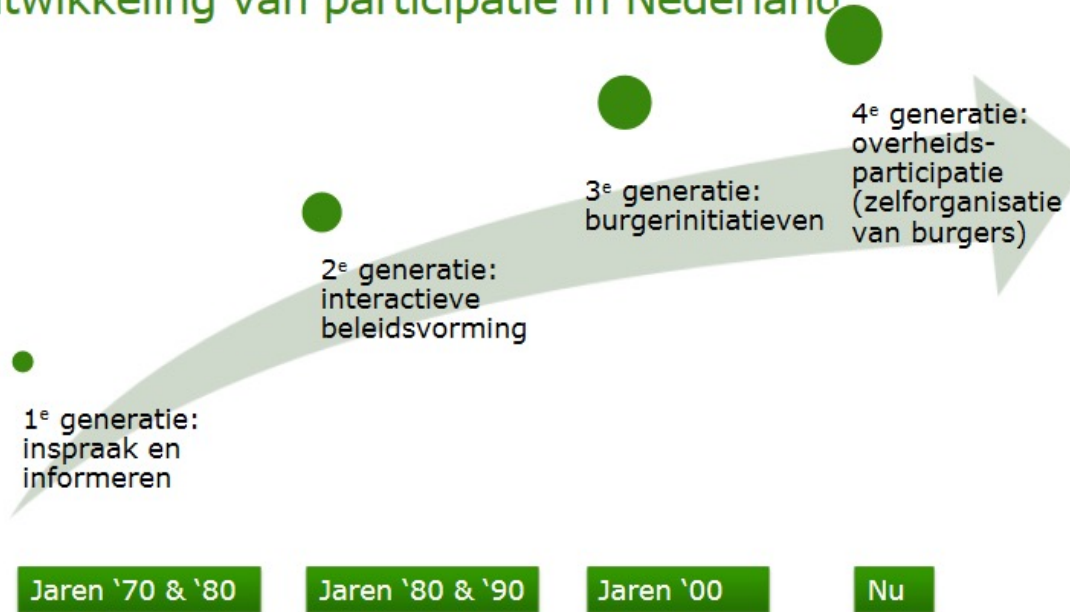 twikkeling van participatie in Nederland
4e generatie:
overheids-
participatie
(zelforganisatie
van burgers)
3e generatie:
burgerinitiatieven
2e generatie:
interactieve
beleidsvorming
1e generatie:
inspraak en
informeren
Jaren ‘70 & ‘80
Jaren ‘80 & ‘90
Jaren ‘00
Nu